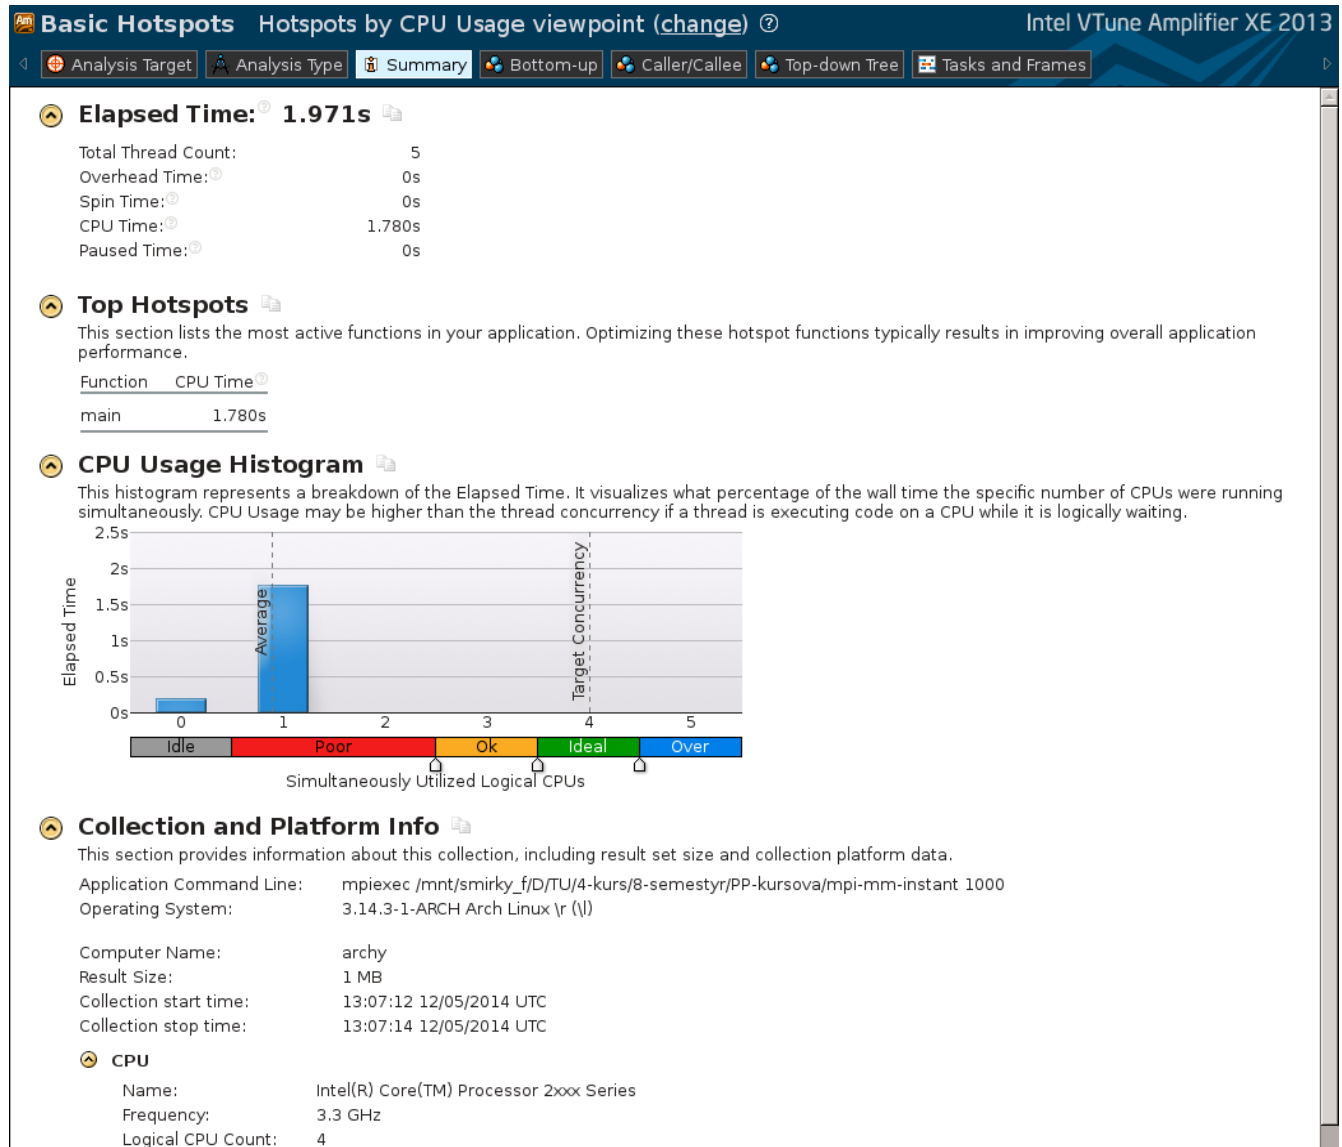 Basic Hotspots Hotspots by CPU Usage viewpoint (change) ? Intel VTune Amplifier XE 2013
Analysis Target Analysis Type Summary Bottom-up Caller/Callee Top-down Tree Tasks and Frames
Elapsed Time: ? 1.971s
Total Thread Count: 5
Overhead Time: ? 0s
Spin Time: ? 0s
CPU Time: ? 1.780s
Paused Time: ? 0s
Top Hotspots
This section lists the most active functions in your application. Optimizing these hotspot functions typically results in improving overall application
performance.
Function CPU Time ?
main 1.780s
CPU Usage Histogram
This histogram represents a breakdown of the Elapsed Time. It visualizes what percentage of the wall time the specific number of CPUs were running
simultaneously. CPU Usage may be higher than the thread concurrency if a thread is executing code on a CPU while it is logically waiting.
2.5s
2s
1.5s
1s
0.5s
0s
Elapsed Time
Average
Target Concurrency
0 1 2 3 4 5
Idle Poor Ok Ideal Over
Simultaneously Utilized Logical CPUs
Collection and Platform Info
This section provides information about this collection, including result set size and collection platform data.
Application Command Line: mpiexec /mnt/smirky_f/D/TU/4-kurs/8-semestyr/PP-kursova/mpi-mm-instant 1000
Operating System: 3.14.3-1-ARCH Arch Linux \r (\l)
Computer Name: archy
Result Size: 1 MB
Collection start time: 13:07:12 12/05/2014 UTC
Collection stop time: 13:07:14 12/05/2014 UTC
CPU
Name: Intel(R) Core(TM) Processor 2xxx Series
Frequency: 3.3 GHz
Logical CPU Count: 4